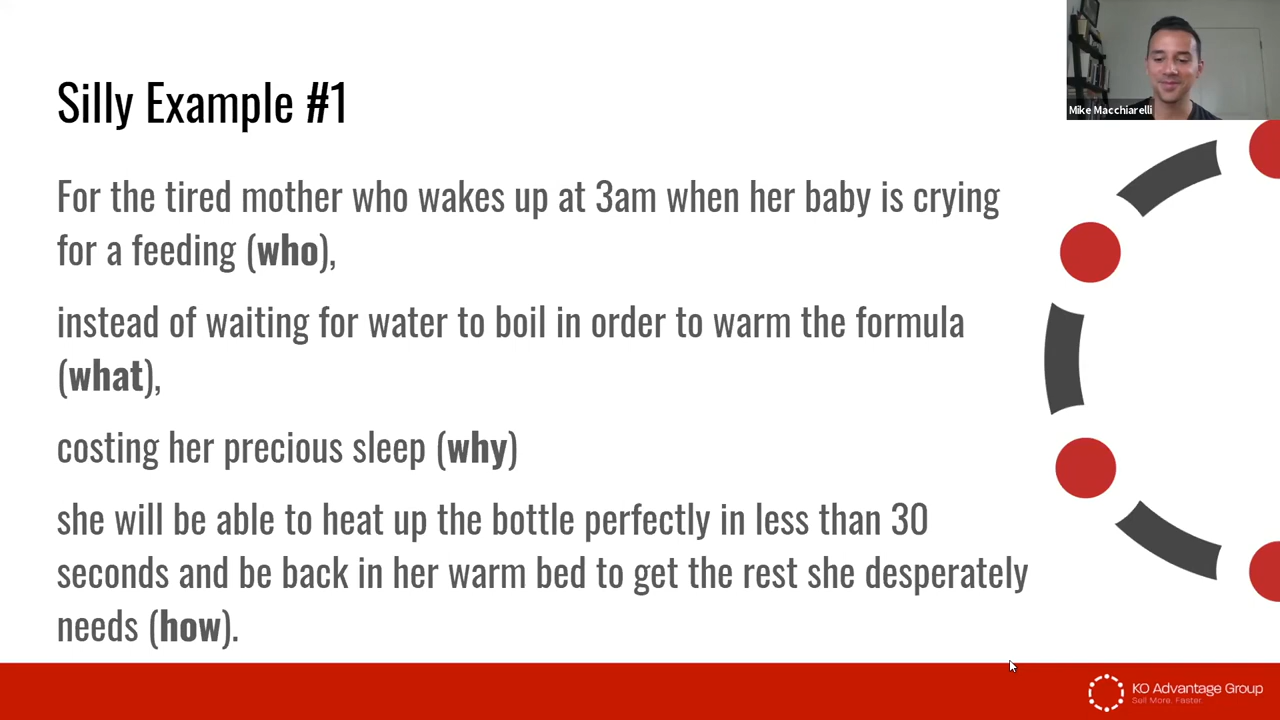 Silly Example #1
For the tired mother who wakes up at 3am when her baby is crying
for a feeding (who),
instead of waiting for water to boil in order to warm the formula
(what),
costing her precious sleep (why)
she will be able to heat up the bottle perfectly in less than 30
seconds and be back in her warm bed to get the rest she desperately
needs (how).
Mike Macchiarelli
KO Advantage Group
Sell More. Faster.